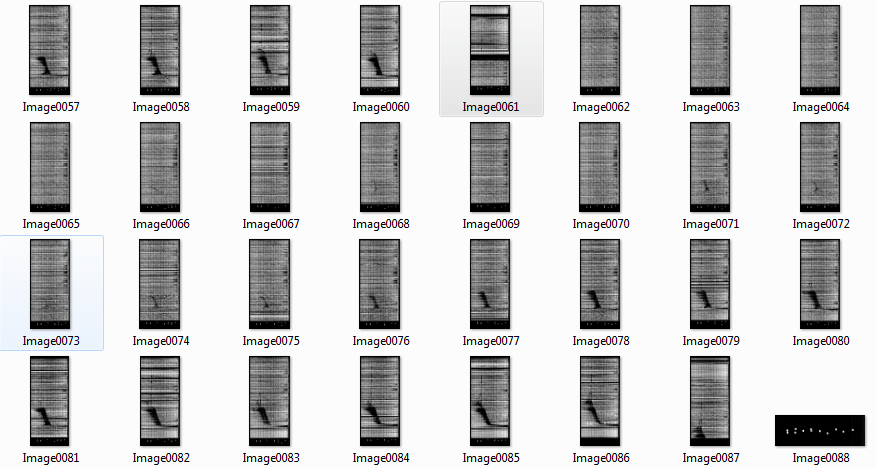 Image0057 Image0058 Image0059 Image0060 Image0061 Image0062 Image0063 Image0064
Image0065 Image0066 Image0067 Image0068 Image0069 Image0070 Image0071 Image0072
Image0073 Image0074 Image0075 Image0076 Image0077 Image0078 Image0079 Image0080
Image0081 Image0082 Image0083 Image0084 Image0085 Image0086 Image0087 Image0088